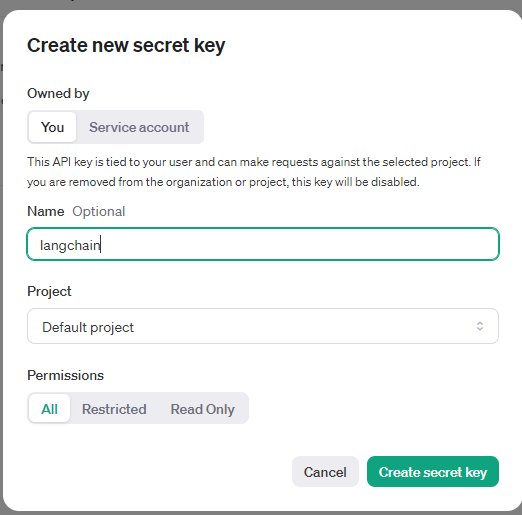 Create new secret key
Owned by
You Service account
This API key is tied to your user and can make requests against the selected project. If
you are removed from the organization or project, this key will be disabled.
Name Optional
langchain
Project
Default project
Permissions
All Restricted Read Only
Cancel Create secret key